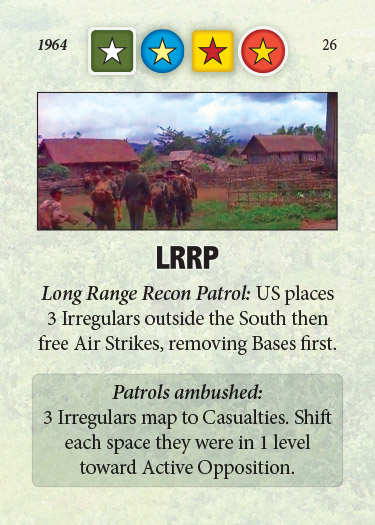 1964 26
LRRP
Long Range Recon Patrol: US places
3 Irregulars outside the South then
free Air Strikes, removing Bases first.
Patrols ambushed:
3 Irregulars map to Casualties. Shift
each space they were in 1 level
toward Active Opposition.